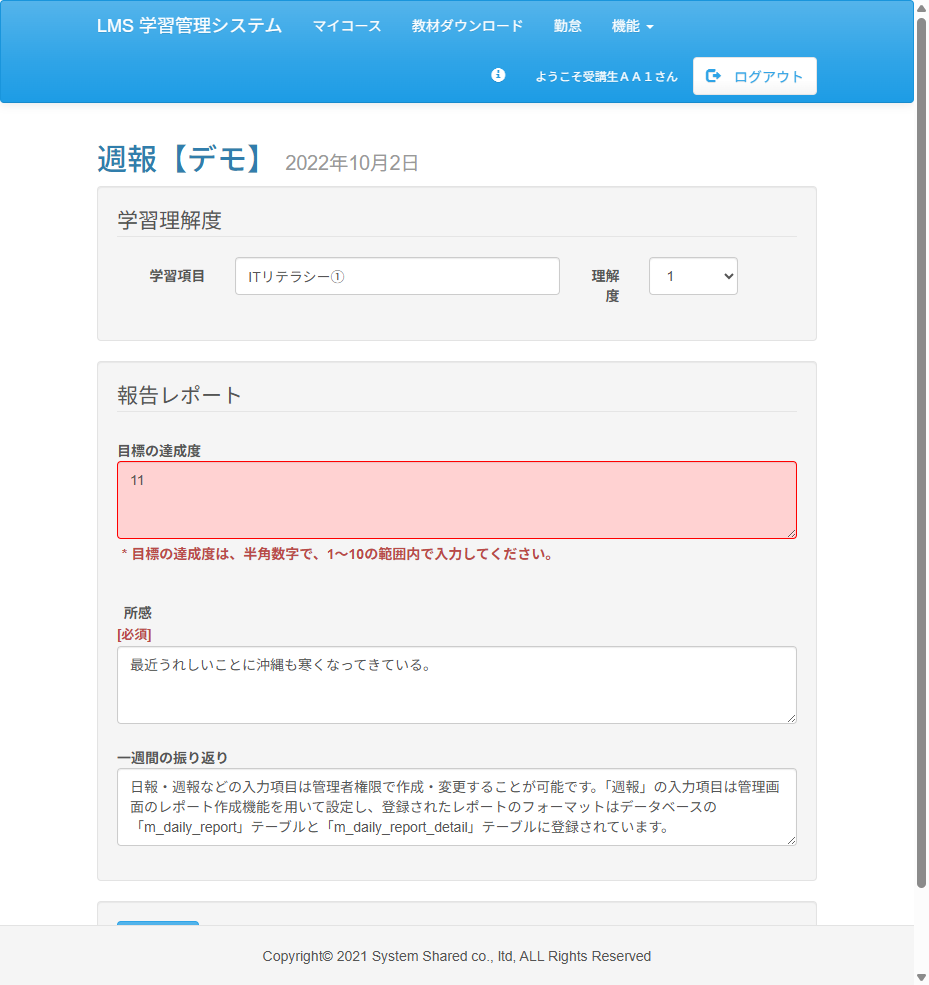 LMS 学習管理システム マイコース 教材ダウンロード 勤怠 機能
ようこそ受講生ＡＡ１さん ログアウト
週報【デモ】 2022年10月2日
学習理解度
学習項目 ITリテラシー① 理解 1
度
報告レポート
目標の達成度
11
* 目標の達成度は、半角数字で、1〜10の範囲内で入力してください。
所感
[必須]
最近うれしいことに沖縄も寒くなってきている。
一週間の振り返り
日報・週報などの入力項目は管理者権限で作成・変更することが可能です。「週報」の入力項目は管理画
面のレポート作成機能を用いて設定し、登録されたレポートのフォーマットはデータベースの
「m_daily_report」テーブルと「m_daily_report_detail」テーブルに登録されています。
Copyright© 2021 System Shared co., ltd, ALL Rights Reserved